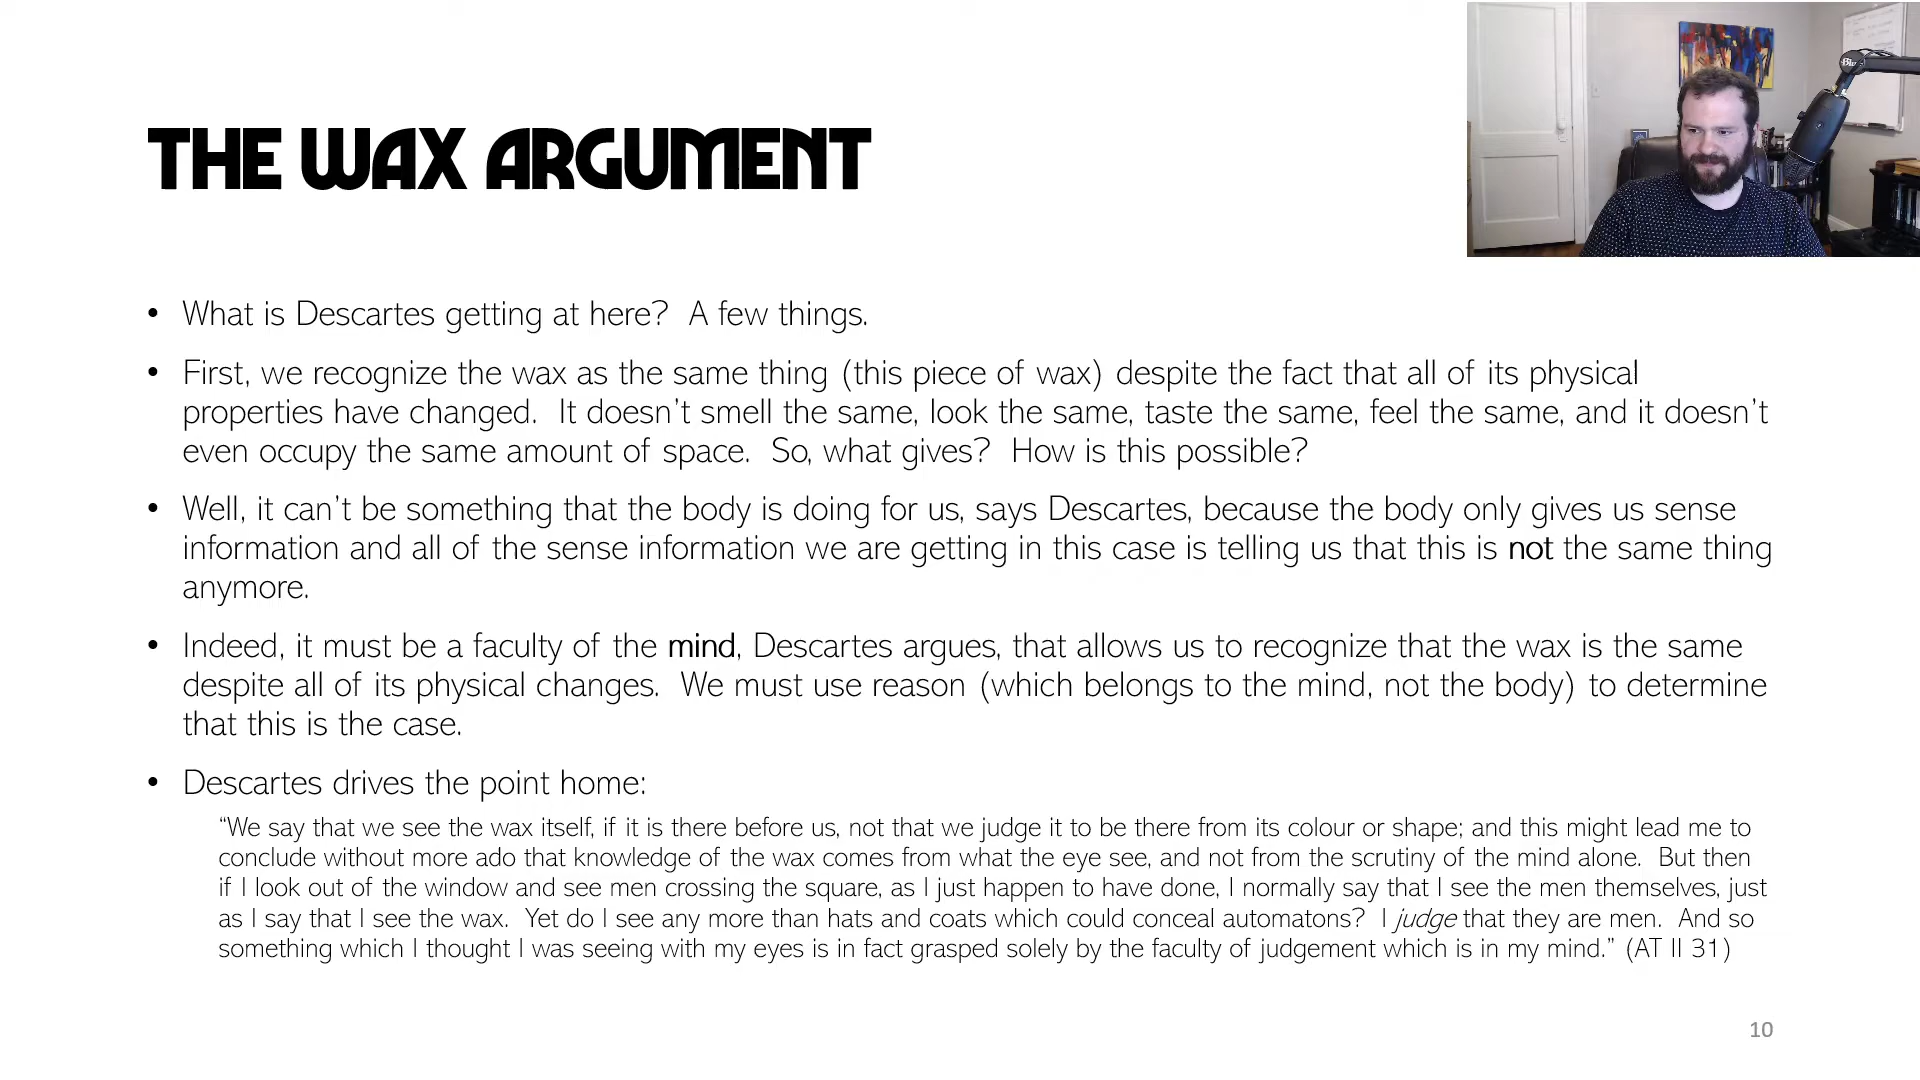 THE WAX ARGUMENT
• What is Descartes getting at here?  A few things.
• First, we recognize the wax as the same thing (this piece of wax) despite the fact that all of its physical
properties have changed.  It doesn't smell the same, look the same, taste the same, feel the same, and it doesn't
even occupy the same amount of space.  So, what gives?  How is this possible?
• Well, it can't be something that the body is doing for us, says Descartes, because the body only gives us sense
information and all of the sense information we are getting in this case is telling us that this is not the same thing
anymore.
• Indeed, it must be a faculty of the mind, Descartes argues, that allows us to recognize that the wax is the same
despite all of its physical changes.  We must use reason (which belongs to the mind, not the body) to determine
that this is the case.
• Descartes drives the point home:
“We say that we see the wax itself, if it is there before us, not that we judge it to be there from its colour or shape; and this might lead me to
conclude without more ado that knowledge of the wax comes from what the eye see, and not from the scrutiny of the mind alone.  But then
if I look out of the window and see men crossing the square, as I just happen to have done, I normally say that I see the men themselves, just
as I say that I see the wax.  Yet do I see any more than hats and coats which could conceal automatons?  I judge that they are men.  And so
something which I thought I was seeing with my eyes is in fact grasped solely by the faculty of judgement which is in my mind.” (AT II 31)
10